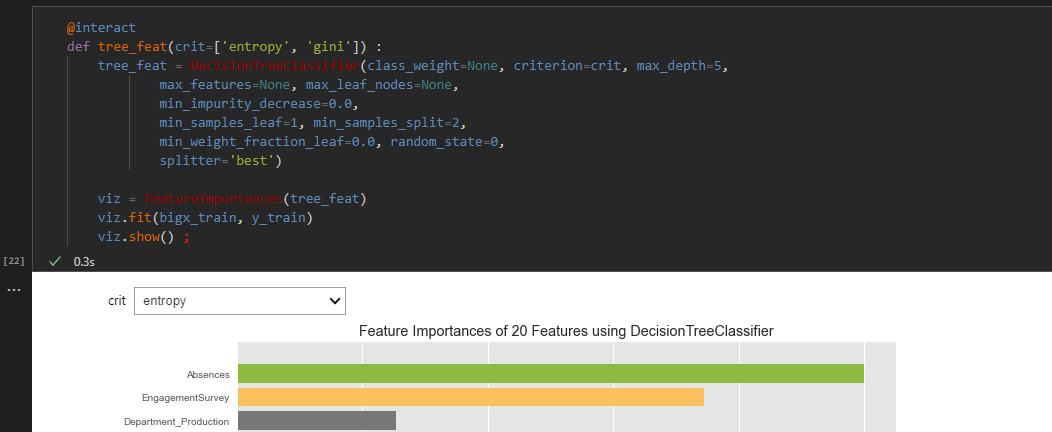 @interact
def tree_feat(crit=['entropy', 'gini']) :
tree_feat = DecisionTreeClassifier(class_weight=None, criterion=crit, max_depth=5,
max_features=None, max_leaf_nodes=None,
min_impurity_decrease=0.0,
min_samples_leaf=1, min_samples_split=2,
min_weight_fraction_leaf=0.0, random_state=0,
splitter='best')
viz = FeatureImportances(tree_feat)
viz.fit(bigx_train, y_train)
viz.show() ;
[22] ✓ 0.3s
...
crit entropy
Feature Importances of 20 Features using DecisionTreeClassifier
Absences
EngagementSurvey
Department_Production